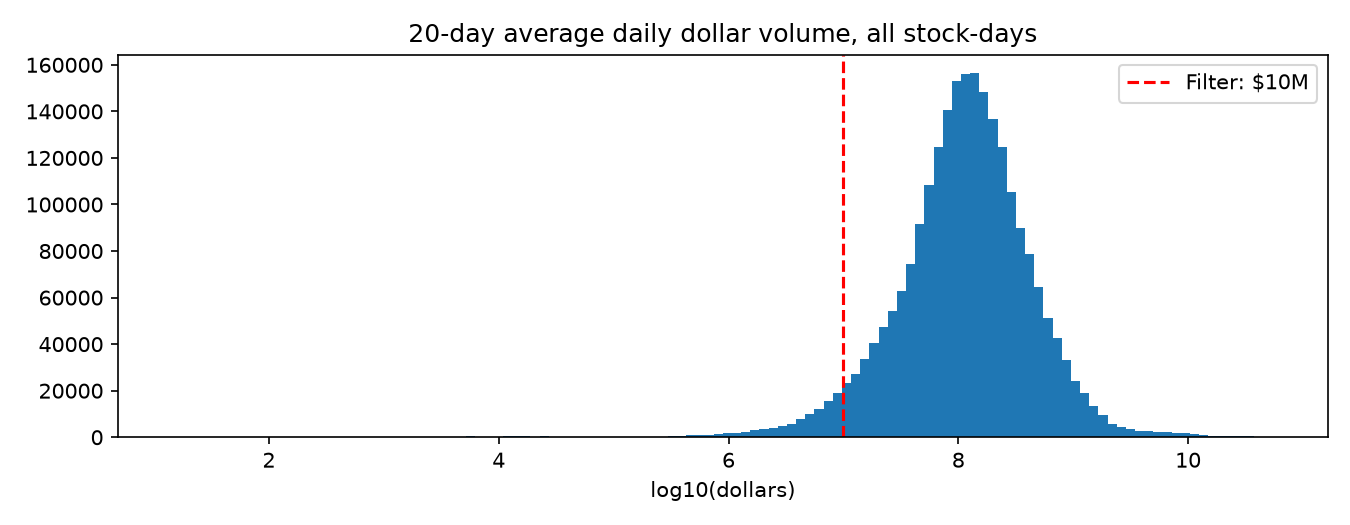 20-day average daily dollar volume, all stock-days
Filter: $10M
160000
140000
120000
100000
80000
60000
40000
20000
0
2 4 6 8 10
log10(dollars)